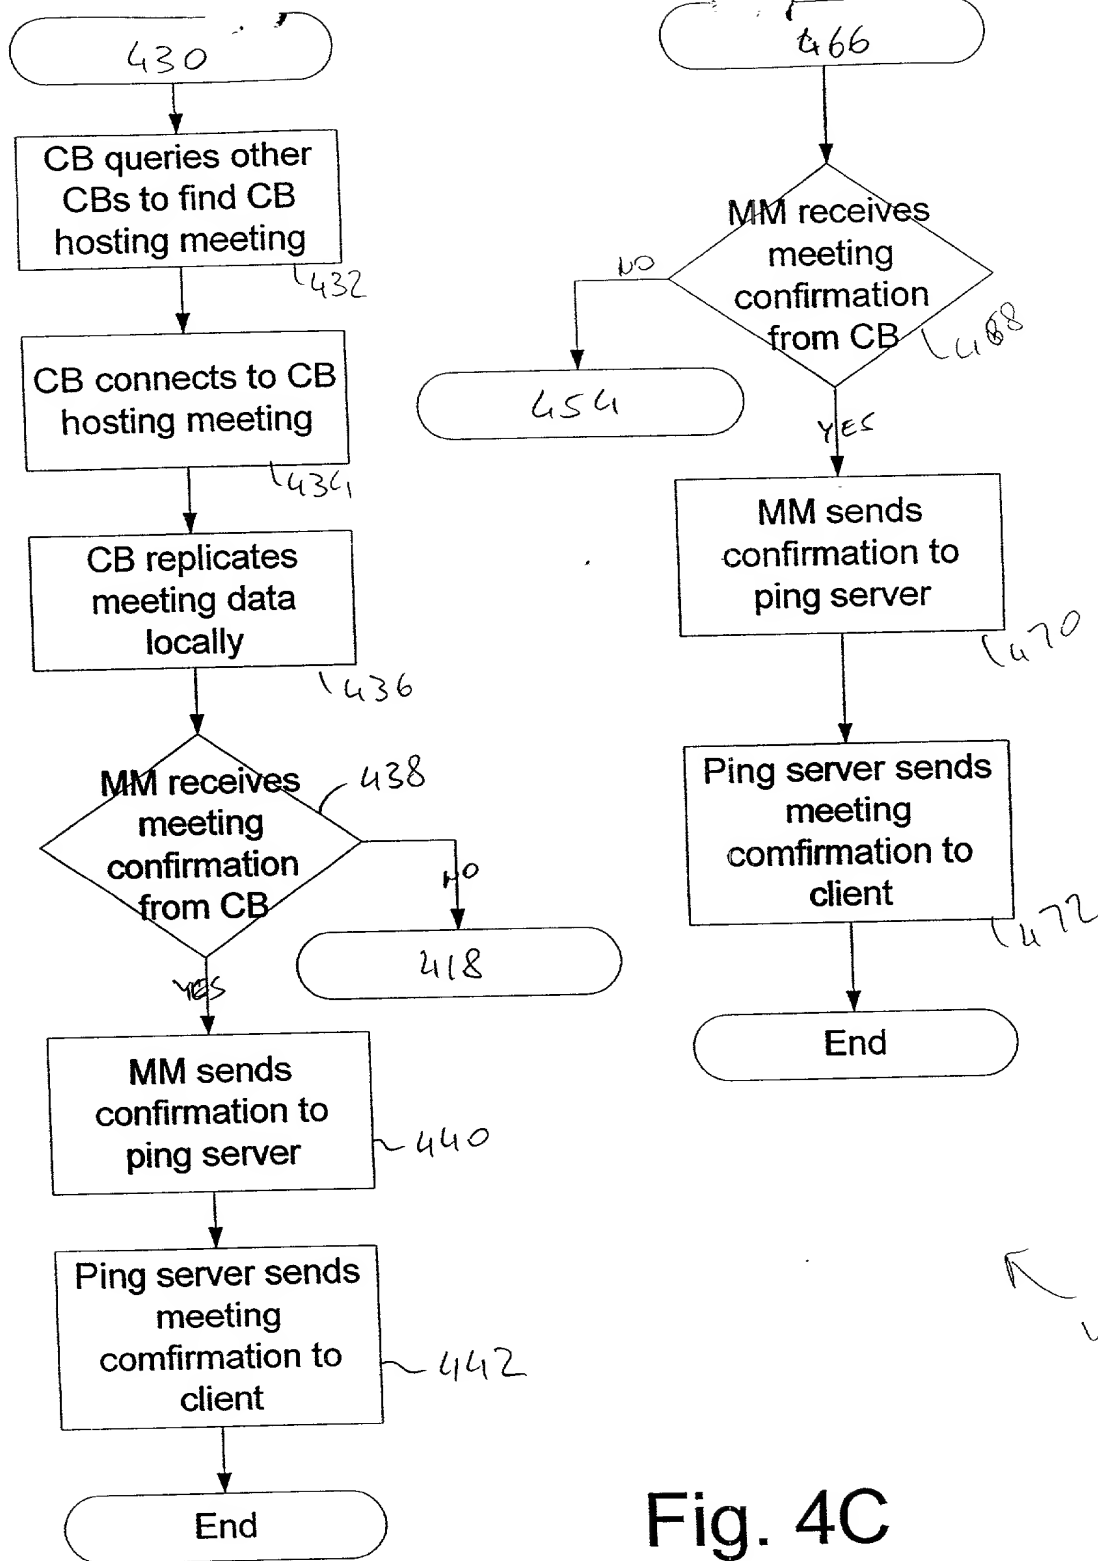 430
CB queries other
CBs to find CB
hosting meeting
432
CB connects to CB
hosting meeting
434
CB replicates
meeting data
locally
436
MM receives
meeting
confirmation
from CB
438
NO
418
YES
MM sends
confirmation to
ping server
440
Ping server sends
meeting
comfirmation to
client
442
End
466
MM receives
meeting
confirmation
from CB
468
NO
454
YES
MM sends
confirmation to
ping server
470
Ping server sends
meeting
comfirmation to
client
472
End
Fig. 4C